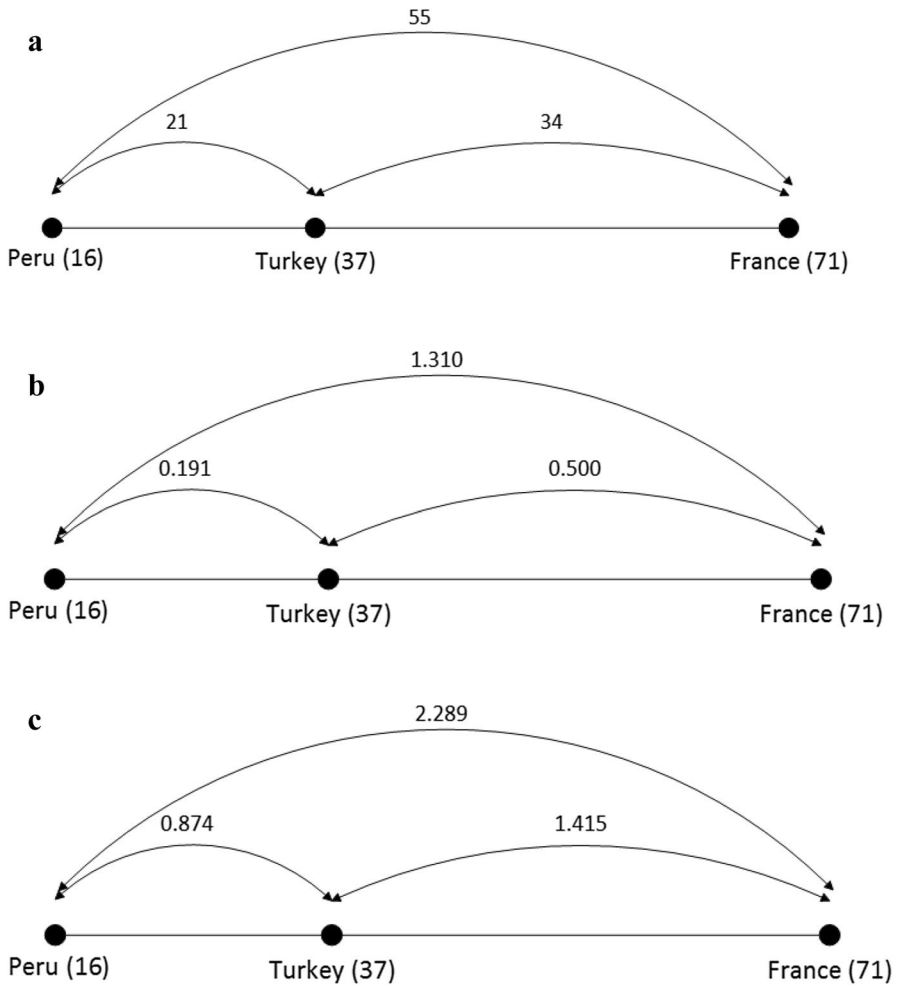 55
a
21 34
Peru (16) Turkey (37) France (71)
1.310
b
0.191 0.500
Peru (16) Turkey (37) France (71)
2.289
c
0.874 1.415
Peru (16) Turkey (37) France (71)